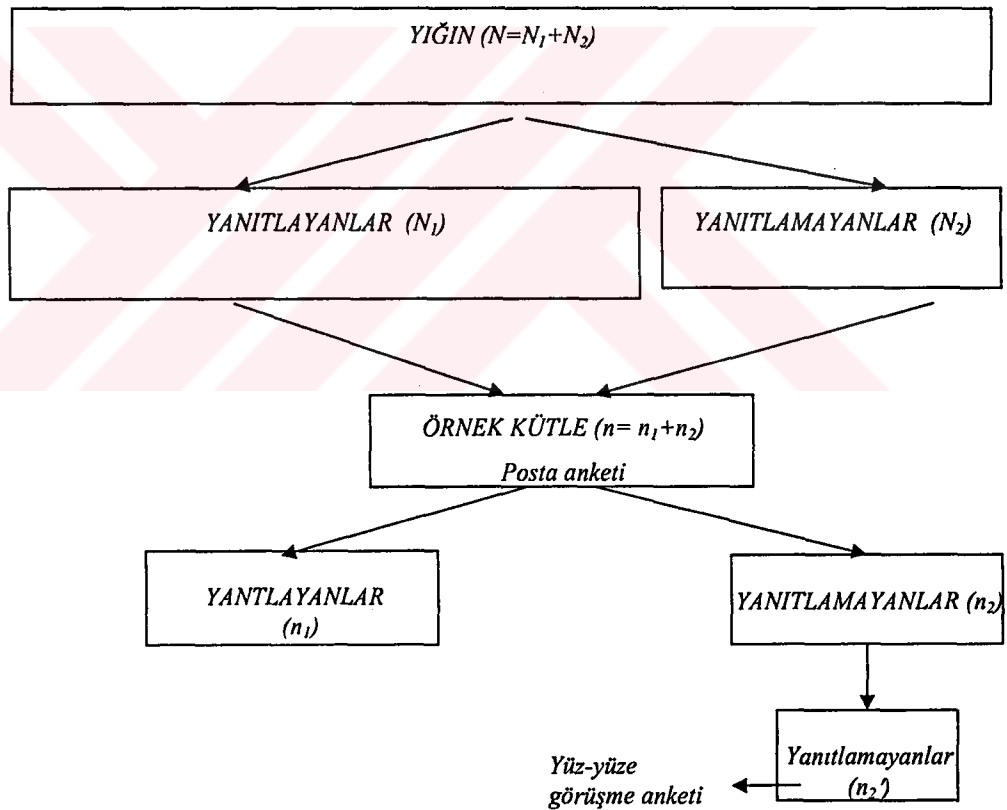 YIĞIN (N=N₁+N₂)
YANITLAYANLAR (N₁)
YANITLAMAYANLAR (N₂)
ÖRNEK KÜTLE (n= n₁+n₂)
Posta anketi
YANTLAYANLAR
(n₁)
YANITLAMAYANLAR (n₂)
Yanıtlamayanlar
(n₂')
Yüz-yüze
görüşme anketi